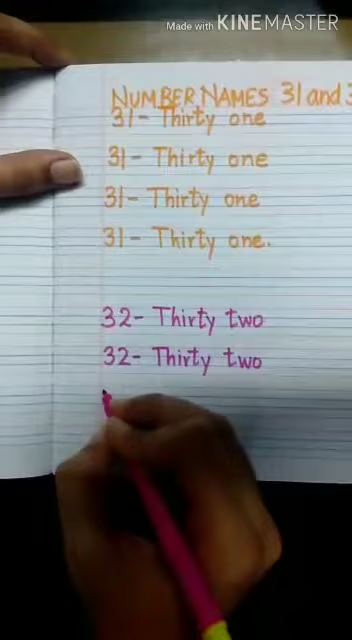 Made with KINEMASTER
NUMBER NAMES 31 and 3
31- Thirty one
31- Thirty one
31- Thirty one
31- Thirty one.
32- Thirty two
32- Thirty two